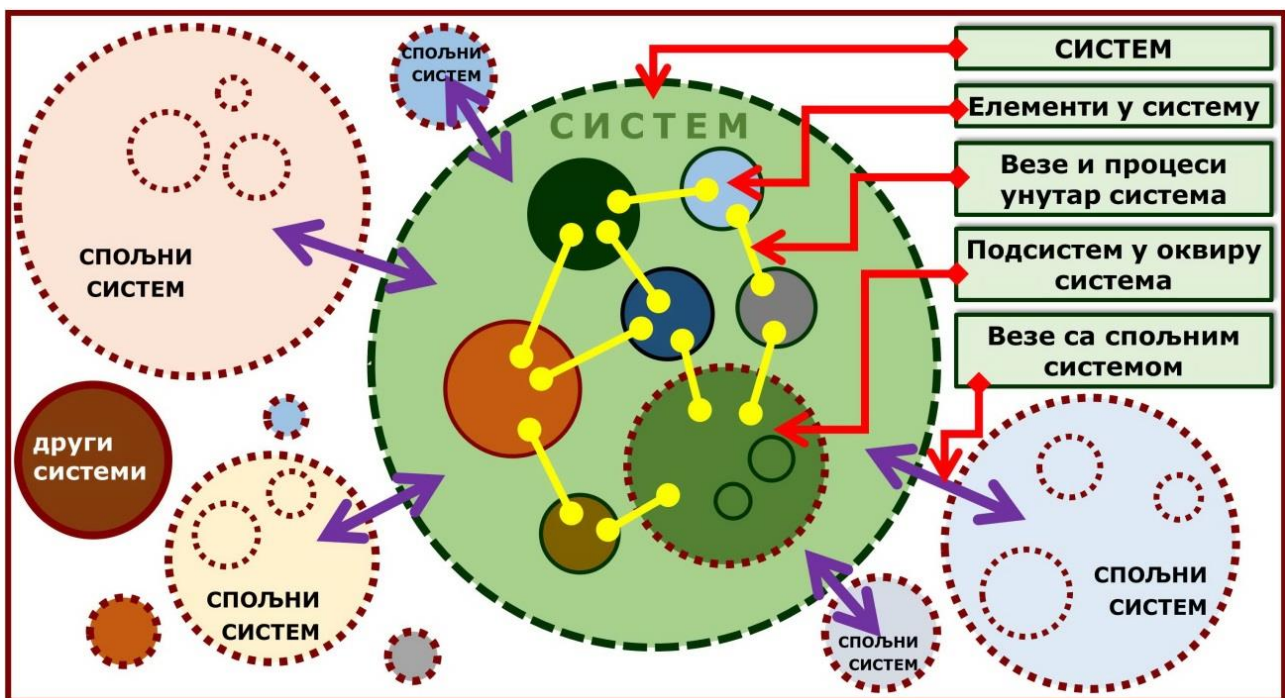 СПОЉНИ
СИСТЕМ
СИСТЕМ
СИСТЕМ
Елементи у систему
Везе и процеси
унутар система
Подсистем у оквиру
система
Везе са спољним
системом
СПОЉНИ
СИСТЕМ
други
системи
СПОЉНИ
СИСТЕМ
СПОЉНИ
СИСТЕМ
СПОЉНИ
СИСТЕМ